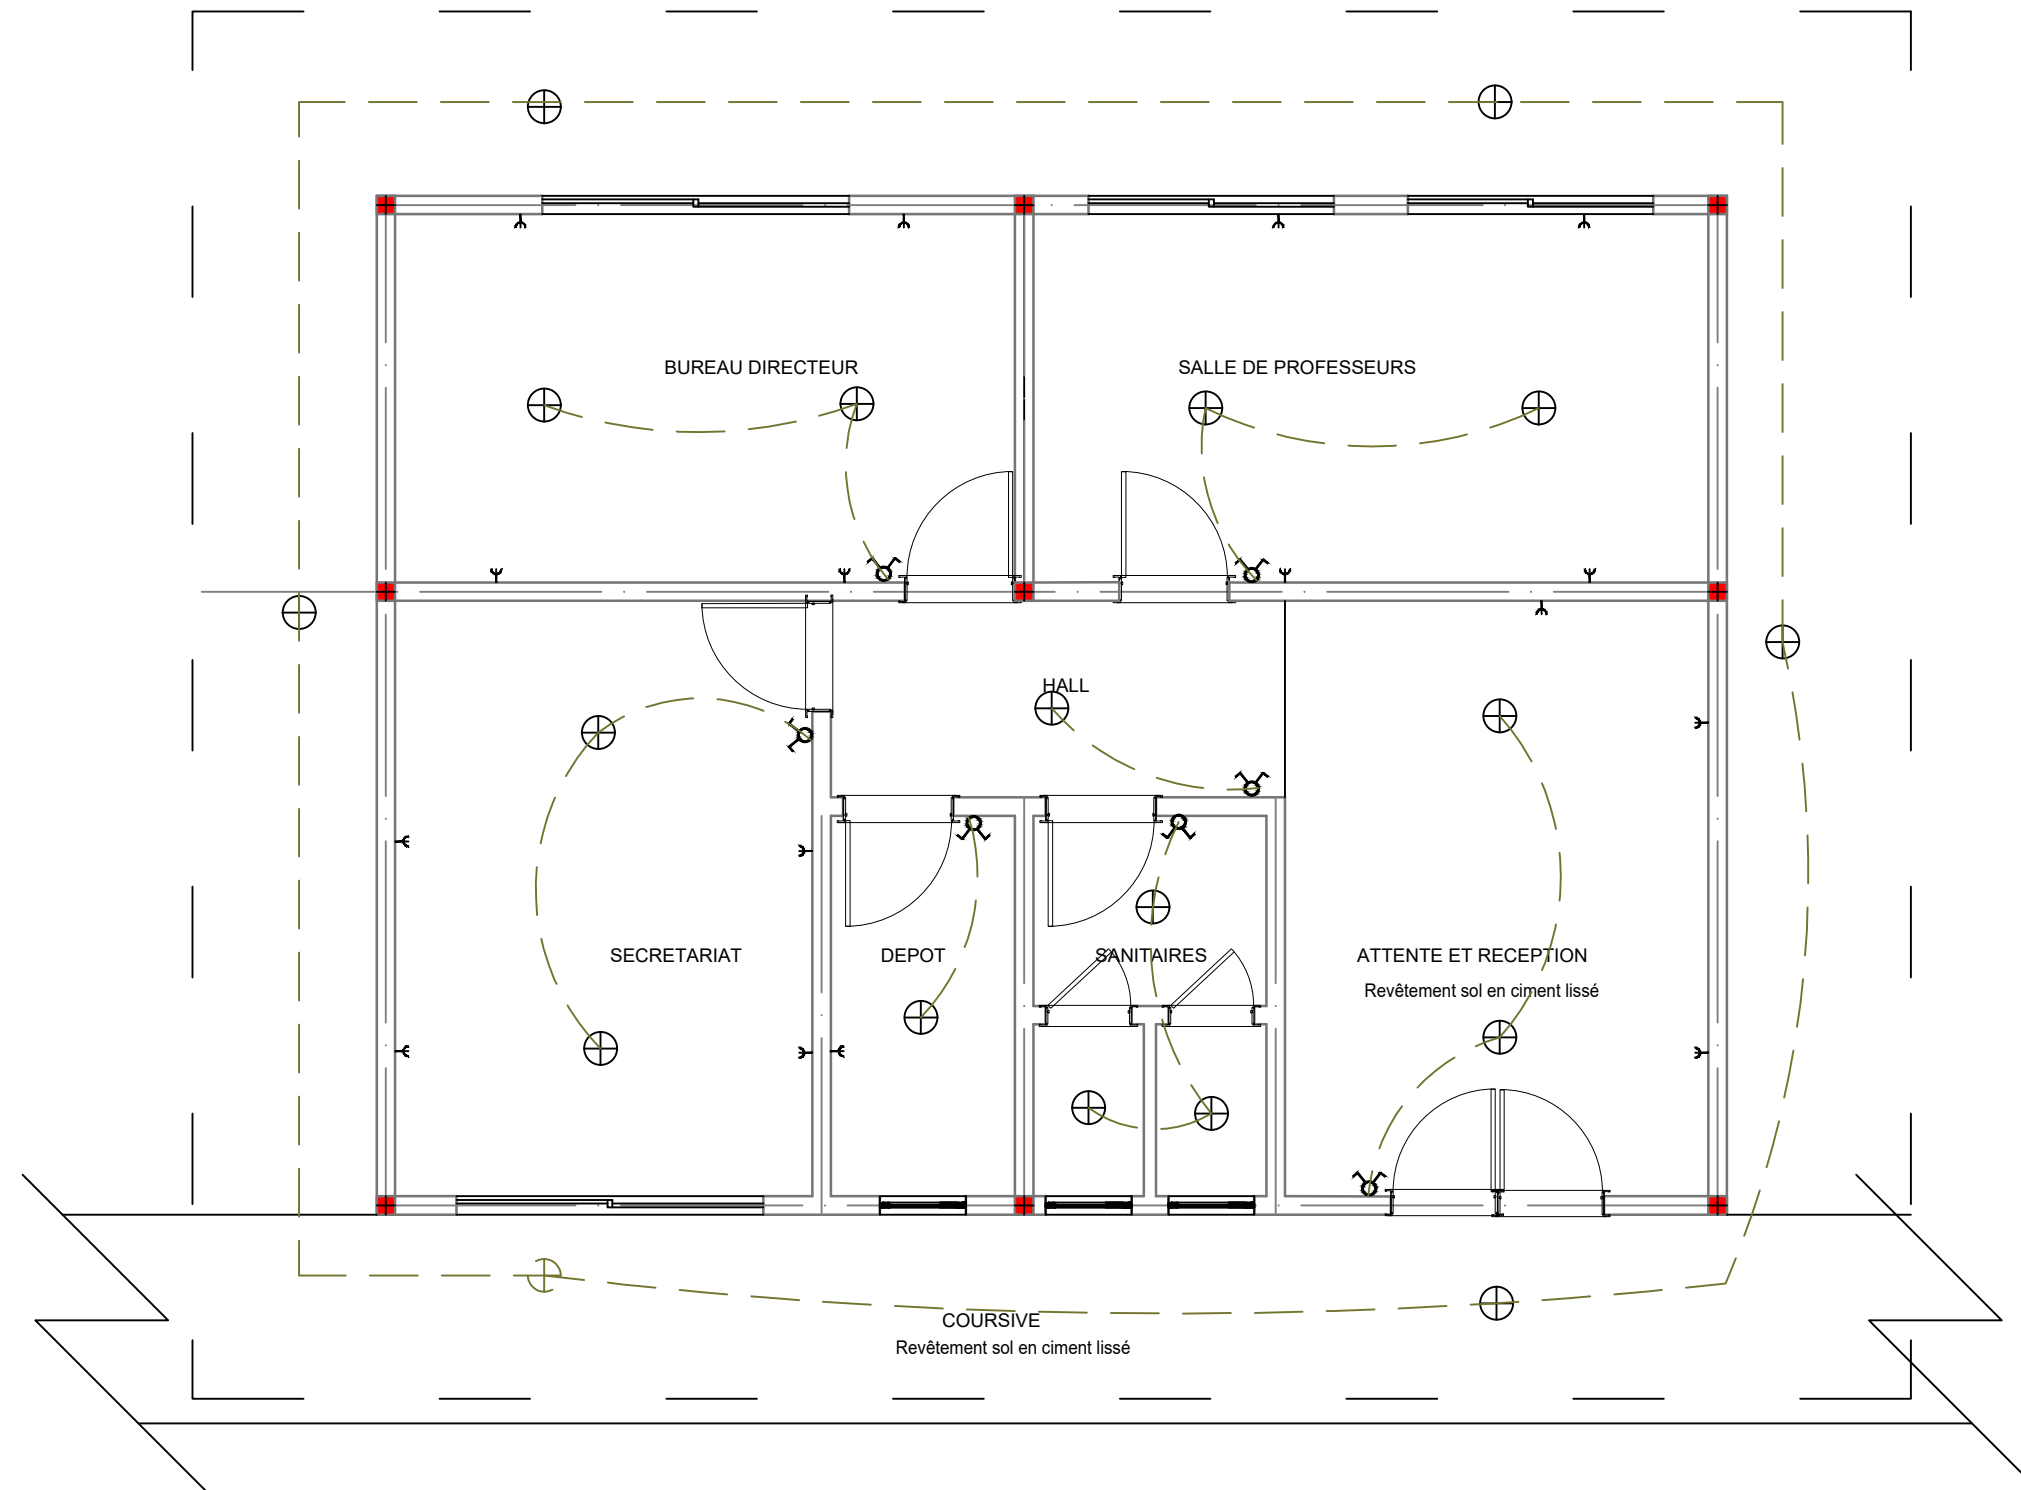 BUREAU DIRECTEUR
SALLE DE PROFESSEURS
HALL
SECRETARIAT
DEPOT
SANITAIRES
ATTENTE ET RECEPTION
Revêtement sol en ciment lissé
COURSIVE
Revêtement sol en ciment lissé